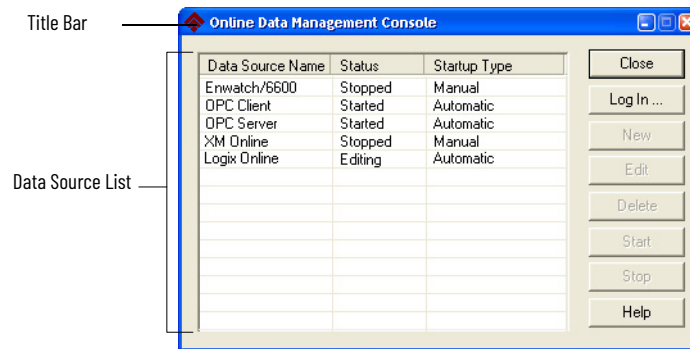 Title Bar
Online Data Management Console
Data Source Name Status Startup Type
Enwatch/6600 Stopped Manual
OPC Client Started Automatic
OPC Server Started Automatic
XM Online Stopped Manual
Logix Online Editing Automatic
Data Source List
Close
Log In ...
New
Edit
Delete
Start
Stop
Help